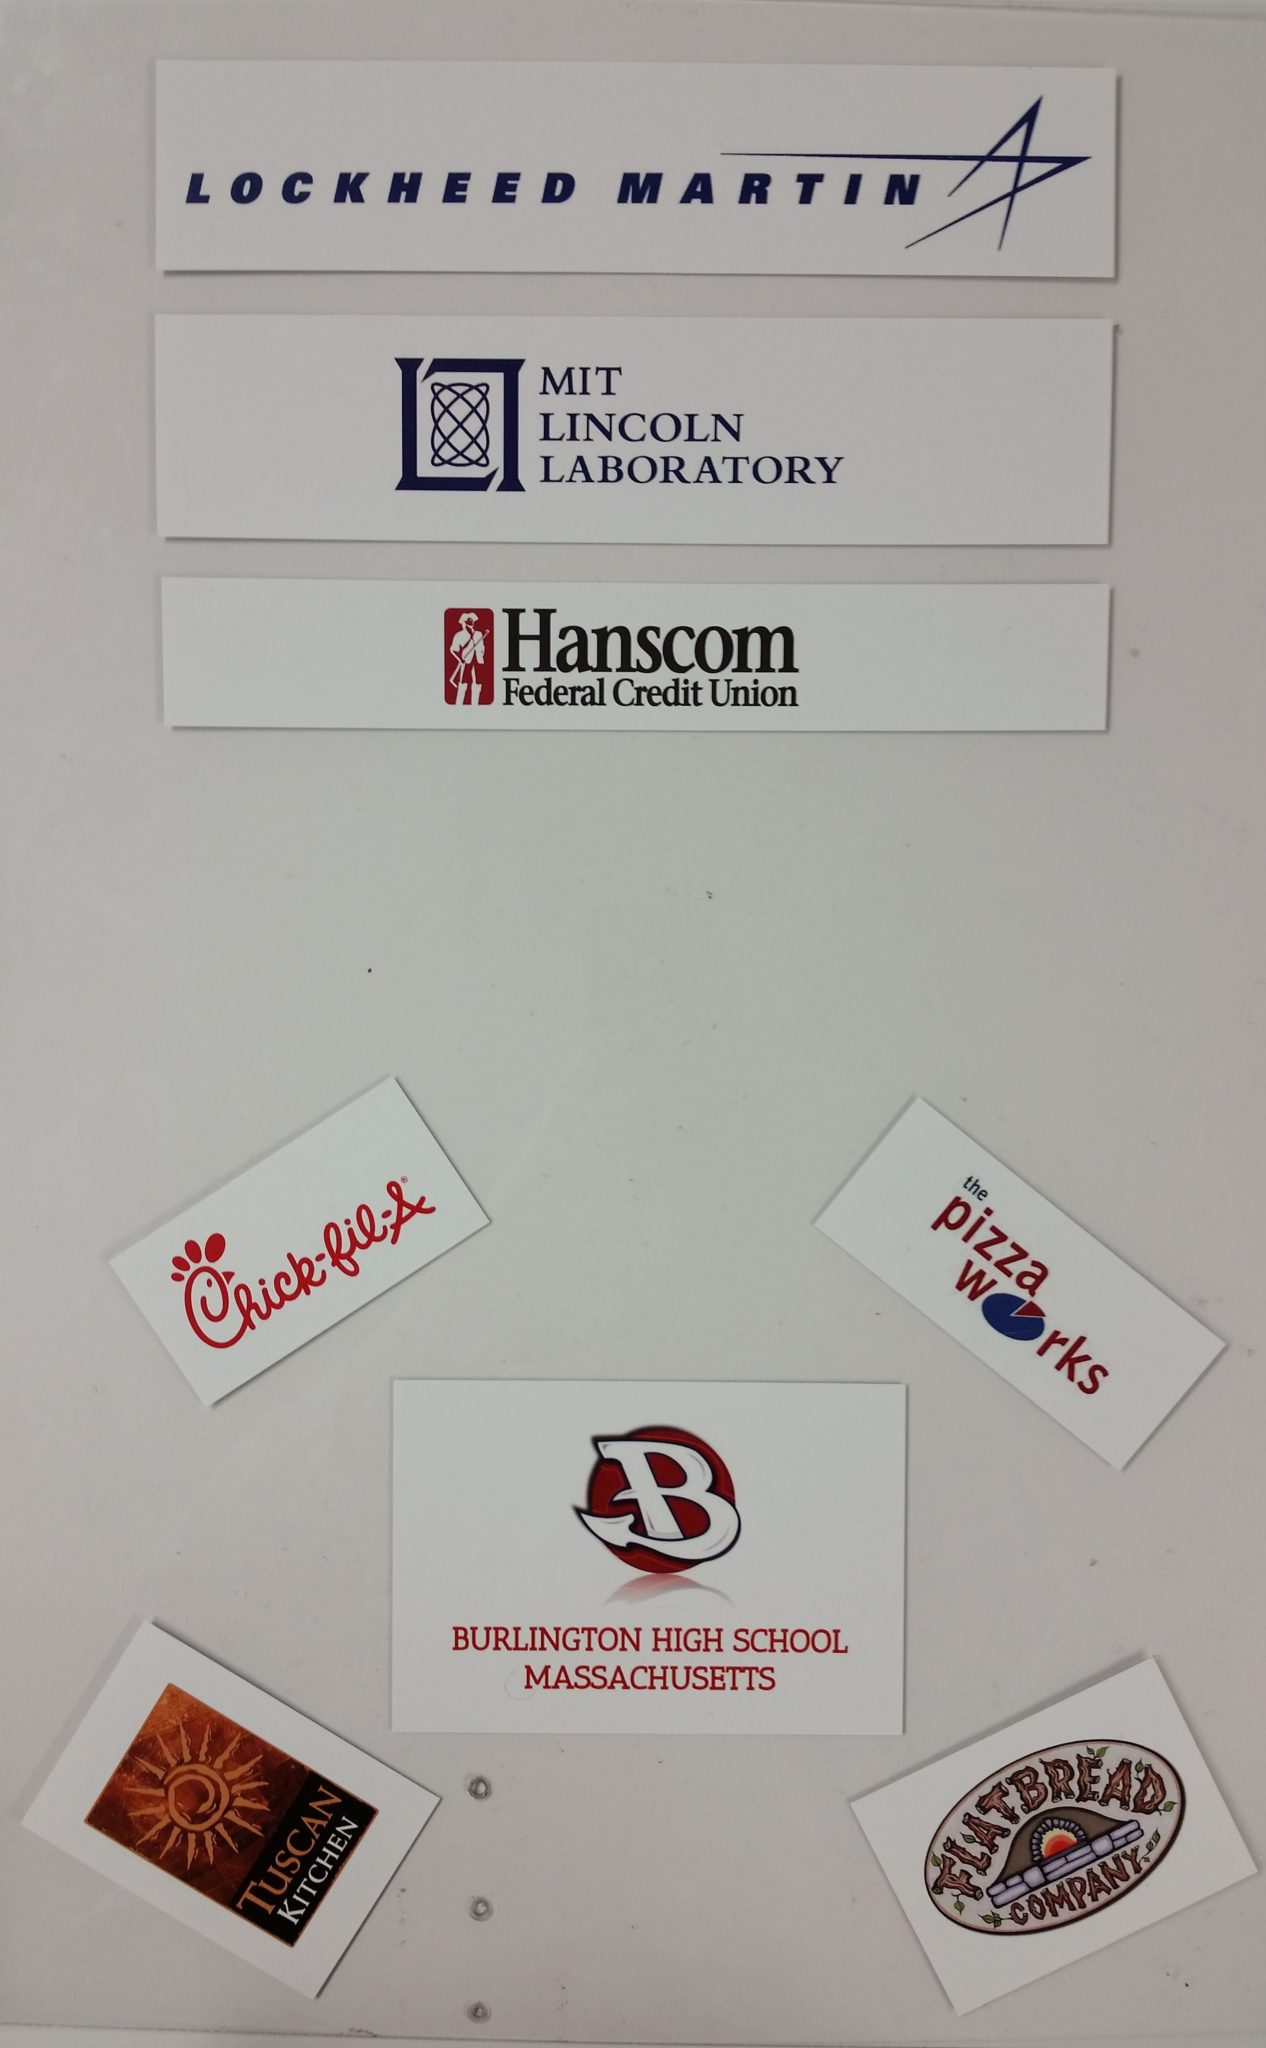 LOCKHEED MARTIN
MIT
LINCOLN
LABORATORY
Hanscom
Federal Credit Union
Chick-fil-A®
the
pizza
works
BURLINGTON HIGH SCHOOL
MASSACHUSETTS
TUSCAN
KITCHEN
FLATBREAD
COMPANY